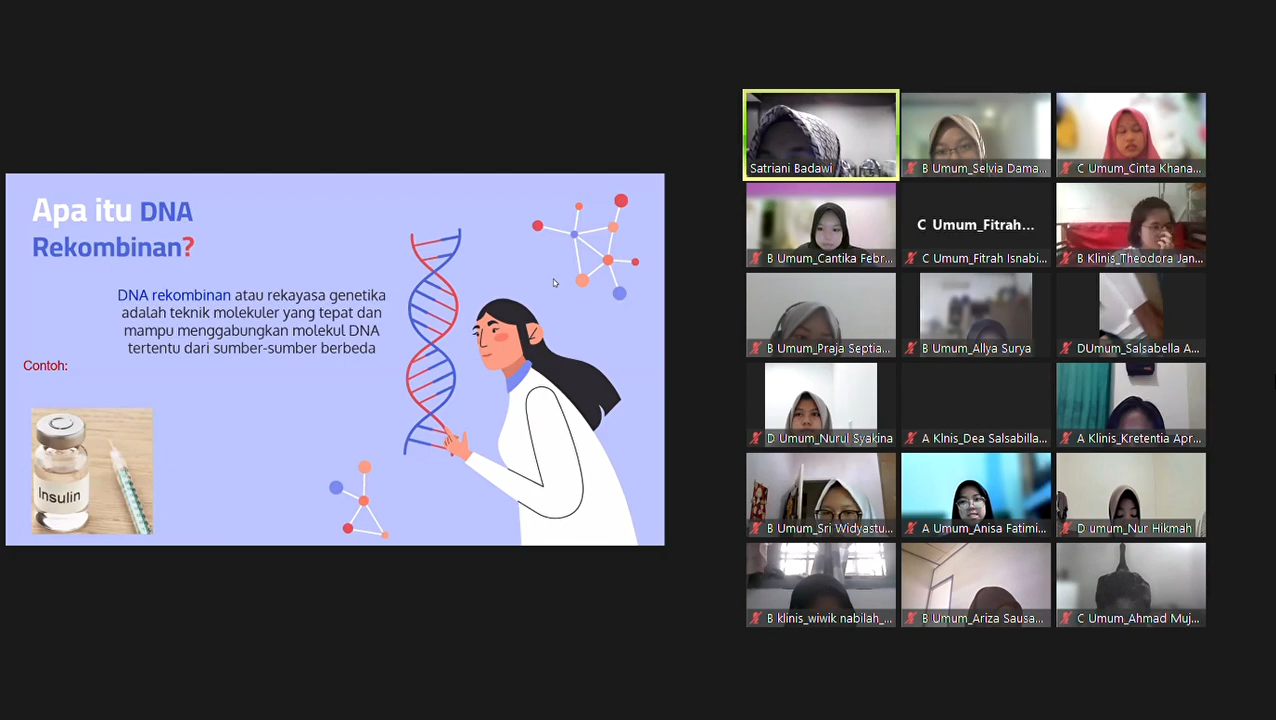 Apa itu DNA
Rekombinan?
DNA rekombinan atau rekayasa genetika
adalah teknik molekuler yang tepat dan
mampu menggabungkan molekul DNA
tertentu dari sumber-sumber berbeda
Contoh:
Insulin
Satriani Badawi
B Umum_Selvia Dama...
C Umum_Cinta Khana...
B Umum_Cantika Febr...
C Umum_Fitrah...
C Umum_Fitrah Isnabi...
B Klinis_Theodora Jan...
B Umum_Praja Septia...
B Umum_Allya Surya
DUmum_Salsabella A...
D Umum_Nurul Syakina
A Klnis_Dea Salsabilla...
A Klinis_Kretentia Apr...
B Umum_Sri Widyastu...
A Umum_Anisa Fatimi...
D umum_Nur Hikmah
B klinis_wiwik nabilah_...
B Umum_Ariza Sausa...
C Umum_Ahmad Muj...